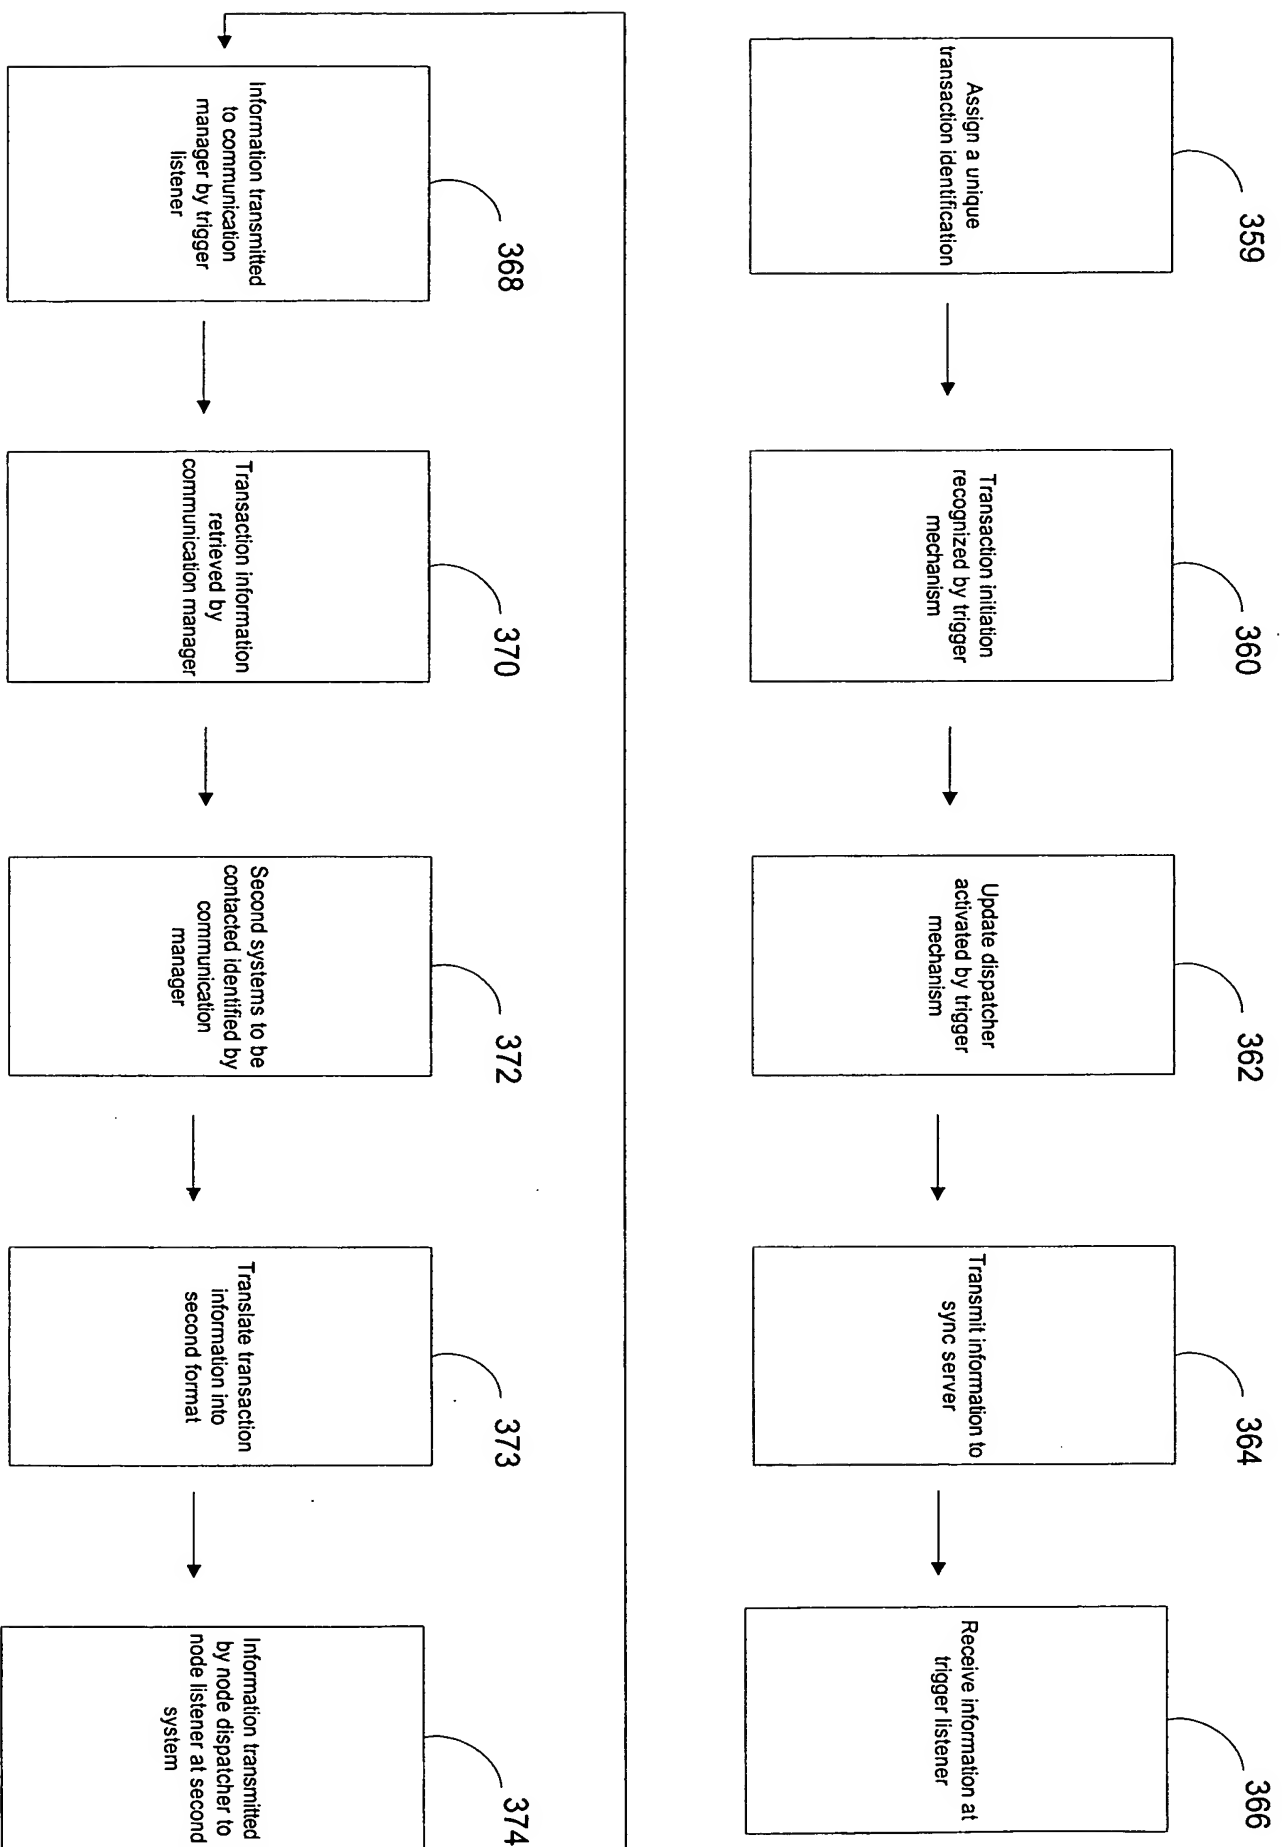 359
Assign a unique
transaction identification
360
Transaction initiation
recognized by trigger
mechanism
362
Update dispatcher
activated by trigger
mechanism
364
Transmit information to
sync server
366
Receive information at
trigger listener
368
Information transmitted
to communication
manager by trigger
listener
370
Transaction information
retrieved by
communication manager
372
Second systems to be
contacted identified by
communication
manager
373
Translate transaction
information into
second format
374
Information transmitted
by node dispatcher to
node listener at second
system